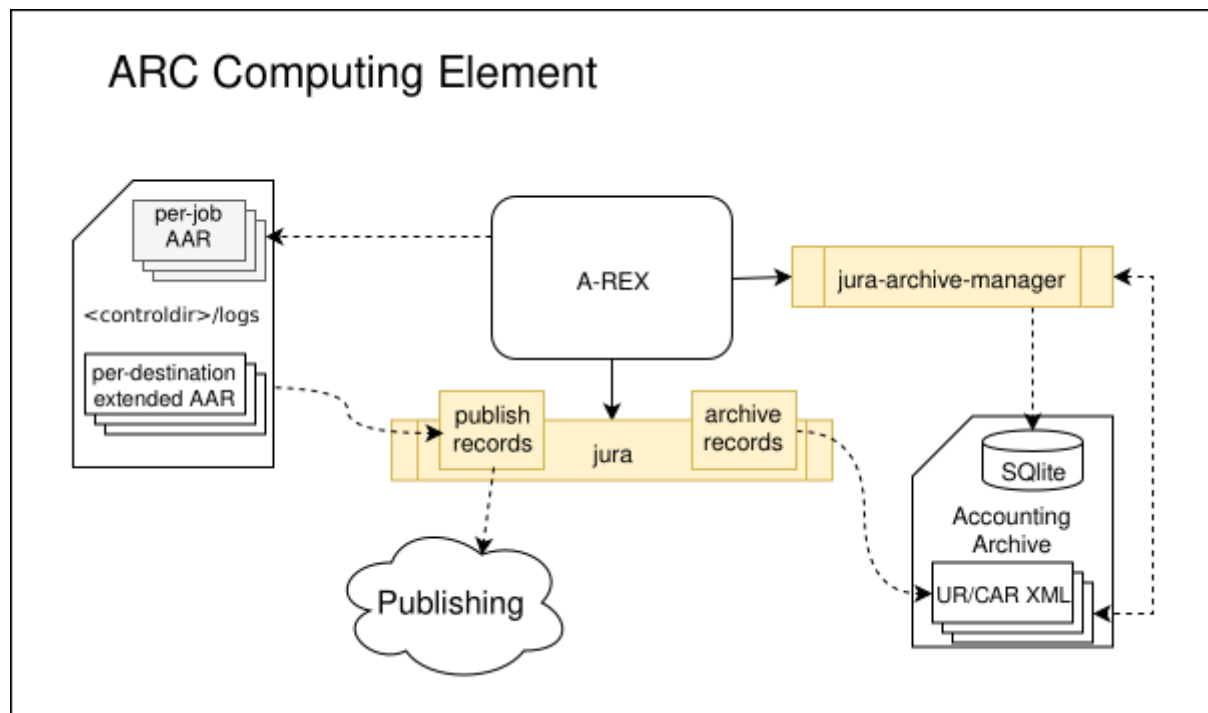 ARC Computing Element
per-job
AAR
<controldir>/logs
per-destination
extended AAR
A-REX
jura-archive-manager
publish
records
jura
archive
records
Publishing
SQlite
Accounting
Archive
UR/CAR XML